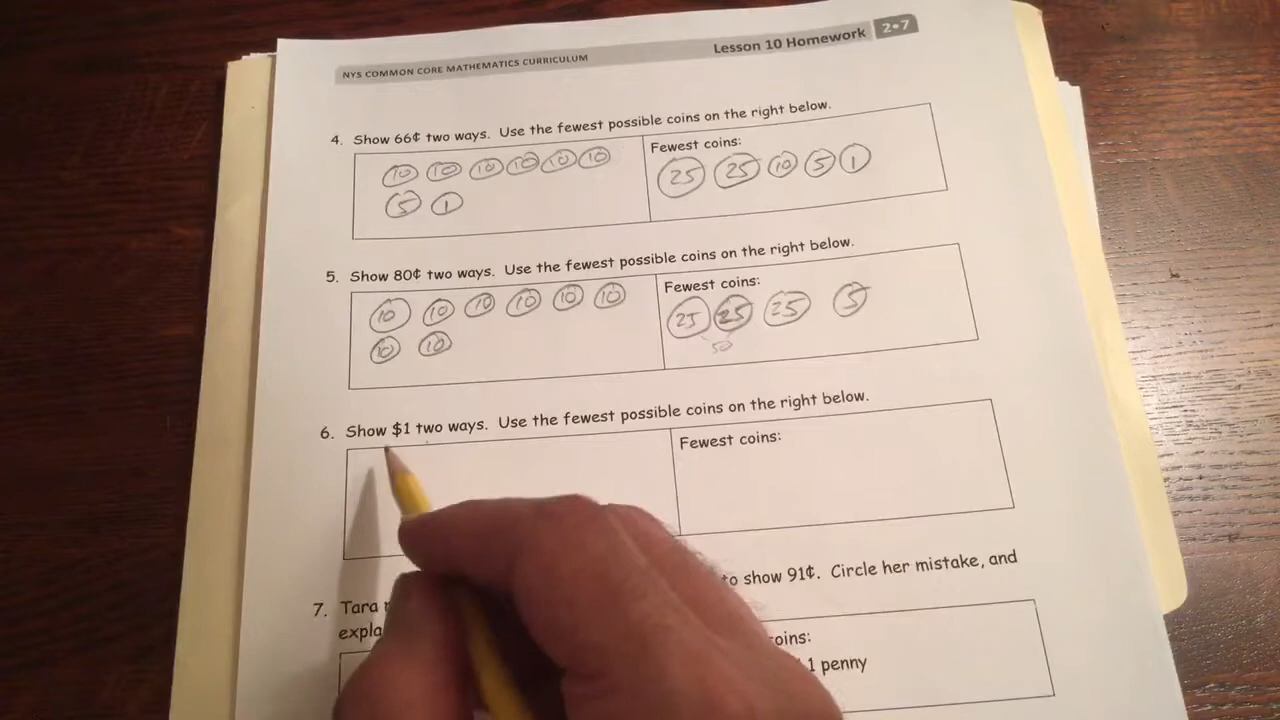 NYS COMMON CORE MATHEMATICS CURRICULUM
Lesson 10 Homework 2•7
4. Show 66¢ two ways. Use the fewest possible coins on the right below.
10 10 10 10 10 10
5 1
Fewest coins:
25 25 10 5 1
5. Show 80¢ two ways. Use the fewest possible coins on the right below.
10 10 10 10 10 10
10 10
Fewest coins:
25 25 25 5
50
6. Show $1 two ways. Use the fewest possible coins on the right below.
Fewest coins:
7. Tara to show 91¢. Circle her mistake, and
1 penny